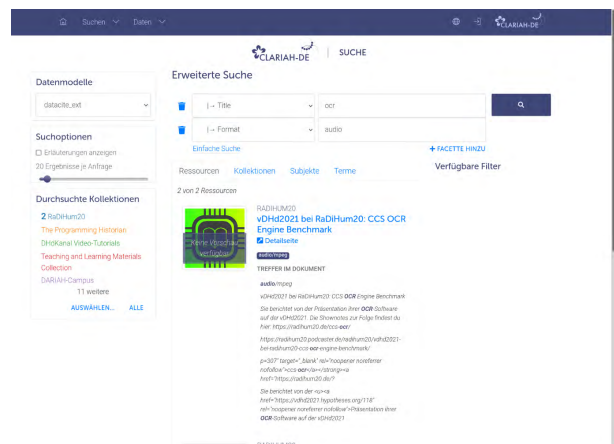 Suchen Daten CLARIAH-DE
CLARIAH-DE | SUCHE
Datenmodelle
datacite_ext
Suchoptionen
Erläuterungen anzeigen
20 Ergebnisse je Anfrage
Durchsuchte Kollektionen
2 RaDiHum20
The Programming Historian
DHdKanal Video-Tutorials
Teaching and Learning Materials
Collection
DARIAH-Campus
11 weitere
AUSWÄHLEN... ALLE
Erweiterte Suche
|→ Title ocr
|→ Format audio
Einfache Suche + FACETTE HINZU
Ressourcen Kollektionen Subjekte Terme
2 von 2 Ressourcen
Keine Vorschau
verfügbar
RADIHUM20
vDHd2021 bei RaDiHum20: CCS OCR
Engine Benchmark
Detailseite
audio/mpeg
TREFFER IM DOKUMENT
audio/mpeg
vDHd2021 bei RaDiHum20: CCS OCR Engine Benchmark
Sie berichtet von der Präsentation ihrer OCR-Software
auf der vDHd2021. Die Shownotes zur Folge findest du
hier: https://radihum20.de/ccs-ocr/
https://radihum20.podcaster.de/radihum20/vdhd2021-
bei-radihum20-ccs-ocr-engine-benchmark/
p=307" target="_blank" rel="noopener noreferrer
nofollow">ccs-ocr</a></strong><a
href="https://radihum20.de/?
Sie berichtet von der <u><a
href="https://vdhd2021.hypotheses.org/118"
rel="noopener noreferrer nofollow">Präsentation ihrer
OCR-Software auf der vDHd2021
Verfügbare Filter